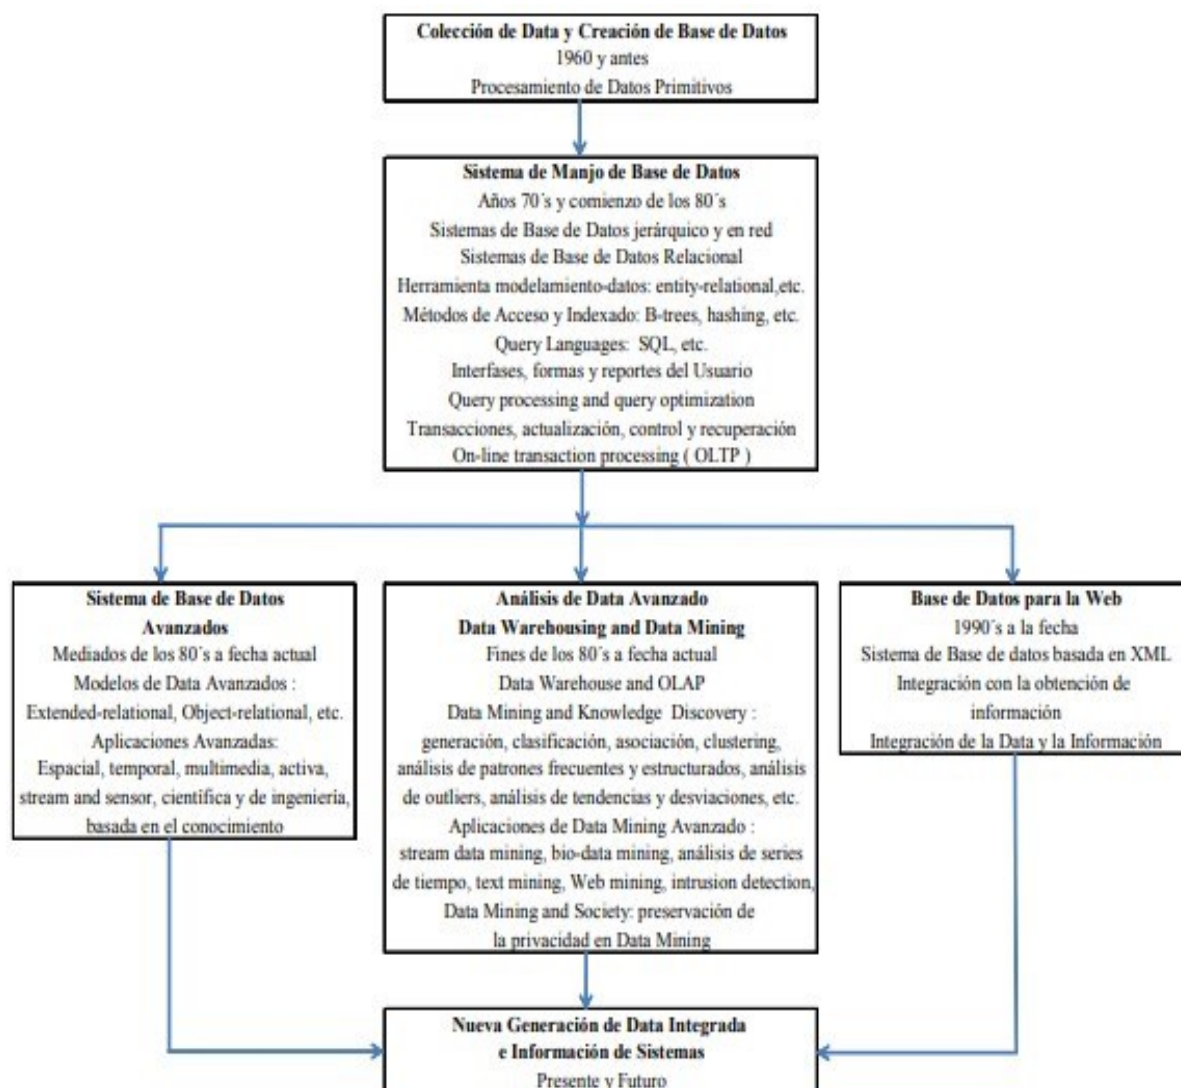 Colección de Data y Creación de Base de Datos
1960 y antes
Procesamiento de Datos Primitivos
Sistema de Manjo de Base de Datos
Años 70´s y comienzo de los 80´s
Sistemas de Base de Datos jerárquico y en red
Sistemas de Base de Datos Relacional
Herramienta modelamiento-datos: entity-relational,etc.
Métodos de Acceso y Indexado: B-trees, hashing, etc.
Query Languages: SQL, etc.
Interfases, formas y reportes del Usuario
Query processing and query optimization
Transacciones, actualización, control y recuperación
On-line transaction processing ( OLTP )
Sistema de Base de Datos
Avanzados
Mediados de los 80´s a fecha actual
Modelos de Data Avanzados :
Extended-relational, Object-relational, etc.
Aplicaciones Avanzadas:
Espacial, temporal, multimedia, activa,
stream and sensor, científica y de ingeniería,
basada en el conocimiento
Análisis de Data Avanzado
Data Warehousing and Data Mining
Fines de los 80´s a fecha actual
Data Warehouse and OLAP
Data Mining and Knowledge Discovery :
generación, clasificación, asociación, clustering,
análisis de patrones frecuentes y estructurados, análisis
de outliers, análisis de tendencias y desviaciones, etc.
Aplicaciones de Data Mining Avanzado :
stream data mining, bio-data mining, análisis de series
de tiempo, text mining, Web mining, intrusion detection,
Data Mining and Society: preservación de
la privacidad en Data Mining
Base de Datos para la Web
1990´s a la fecha
Sistema de Base de datos basada en XML
Integración con la obtención de
información
Integración de la Data y la Información
Nueva Generación de Data Integrada
e Información de Sistemas
Presente y Futuro